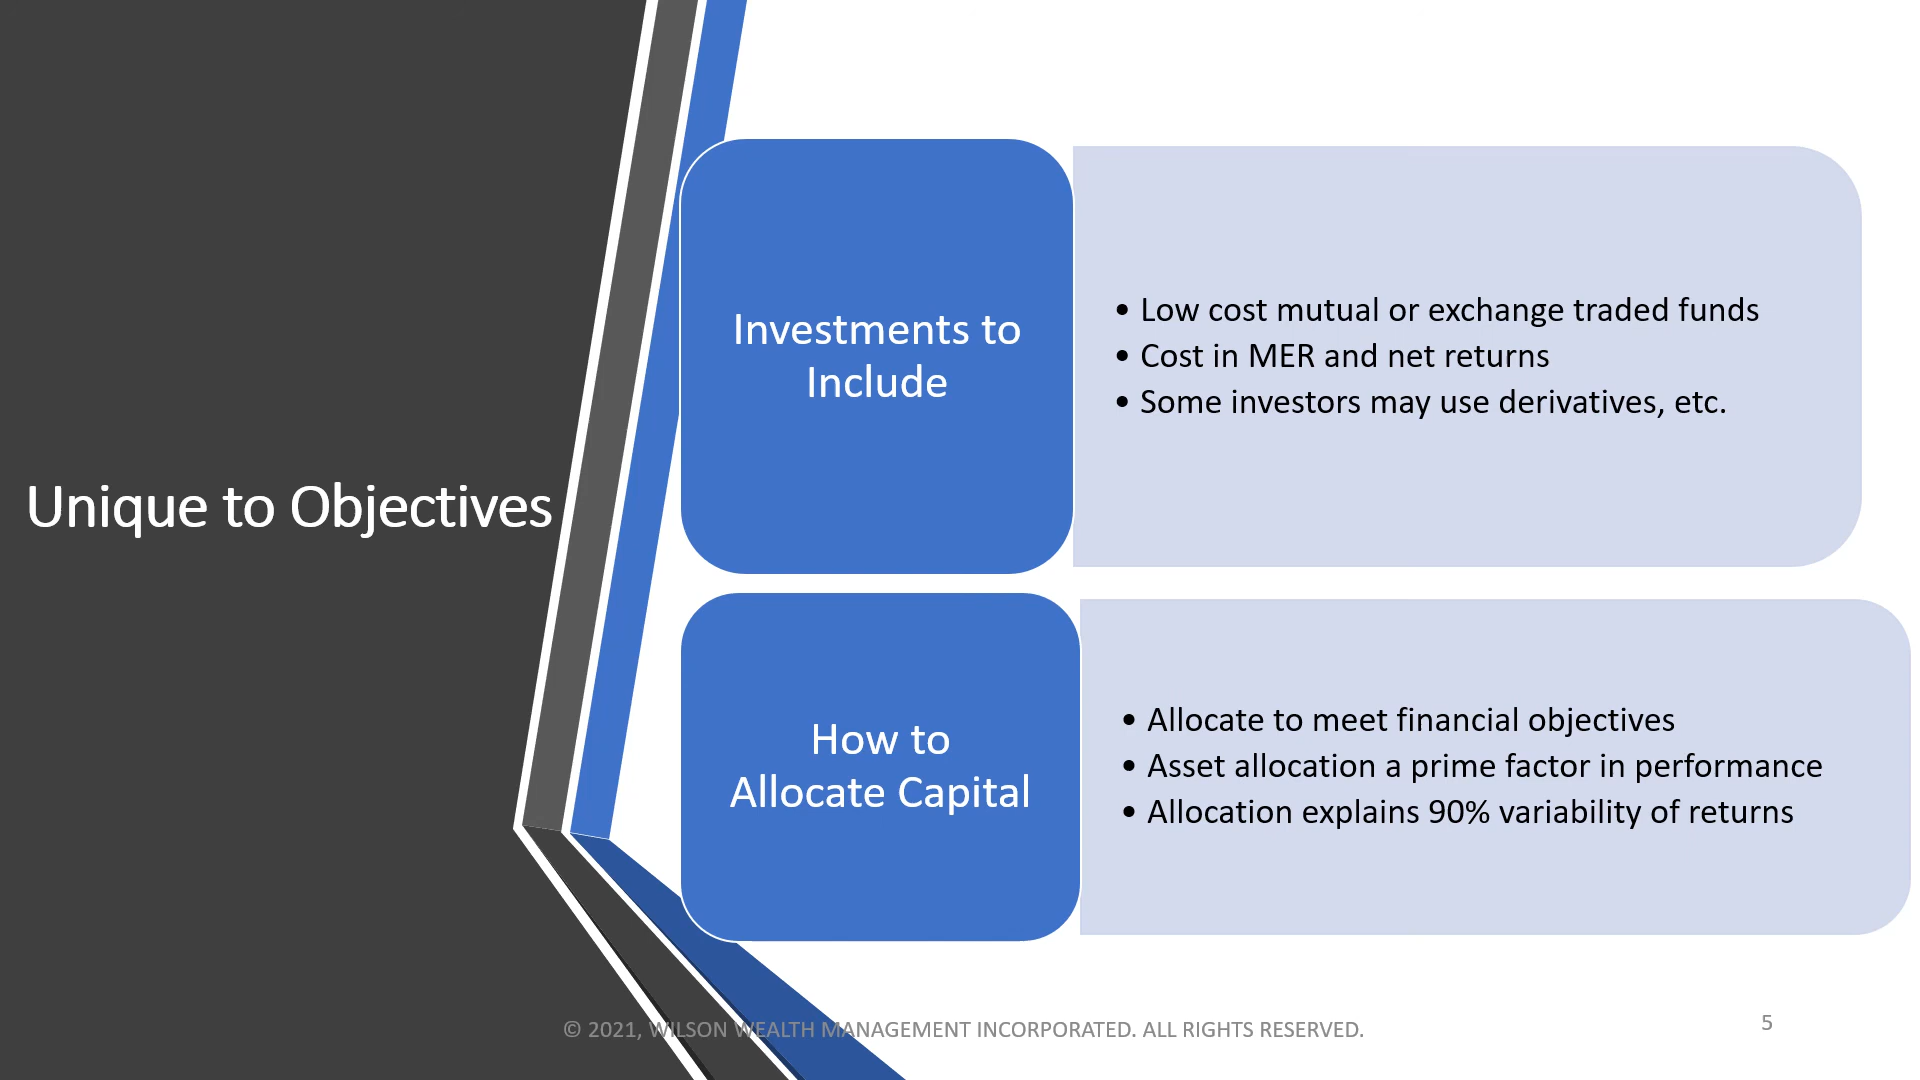 Unique to Objectives
Investments to
Include
• Low cost mutual or exchange traded funds
• Cost in MER and net returns
• Some investors may use derivatives, etc.
How to
Allocate Capital
• Allocate to meet financial objectives
• Asset allocation a prime factor in performance
• Allocation explains 90% variability of returns
© 2021, WILSON WEALTH MANAGEMENT INCORPORATED. ALL RIGHTS RESERVED.
5